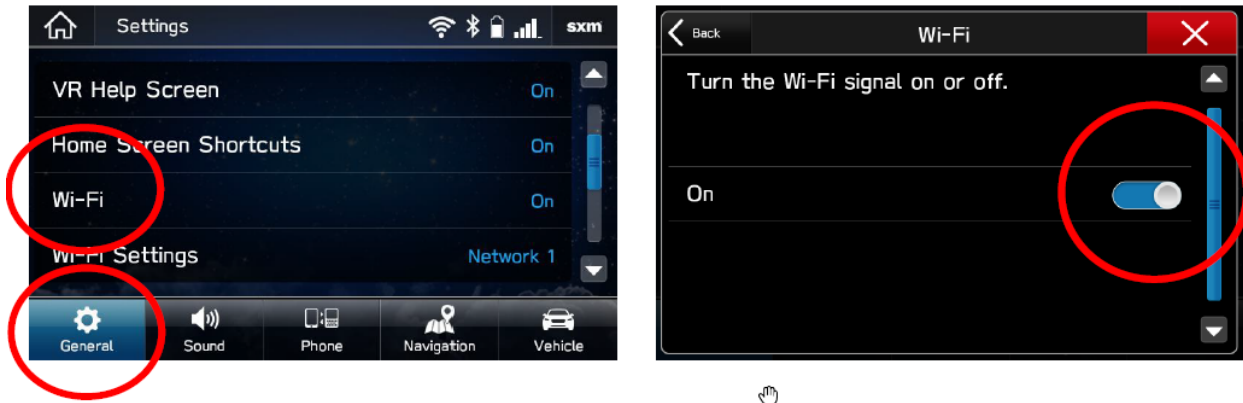 Settings
sxm
VR Help Screen On
Home Screen Shortcuts On
Wi-Fi On
Wi-Fi Settings Network 1
General Sound Phone Navigation Vehicle
Back Wi-Fi
Turn the Wi-Fi signal on or off.
On